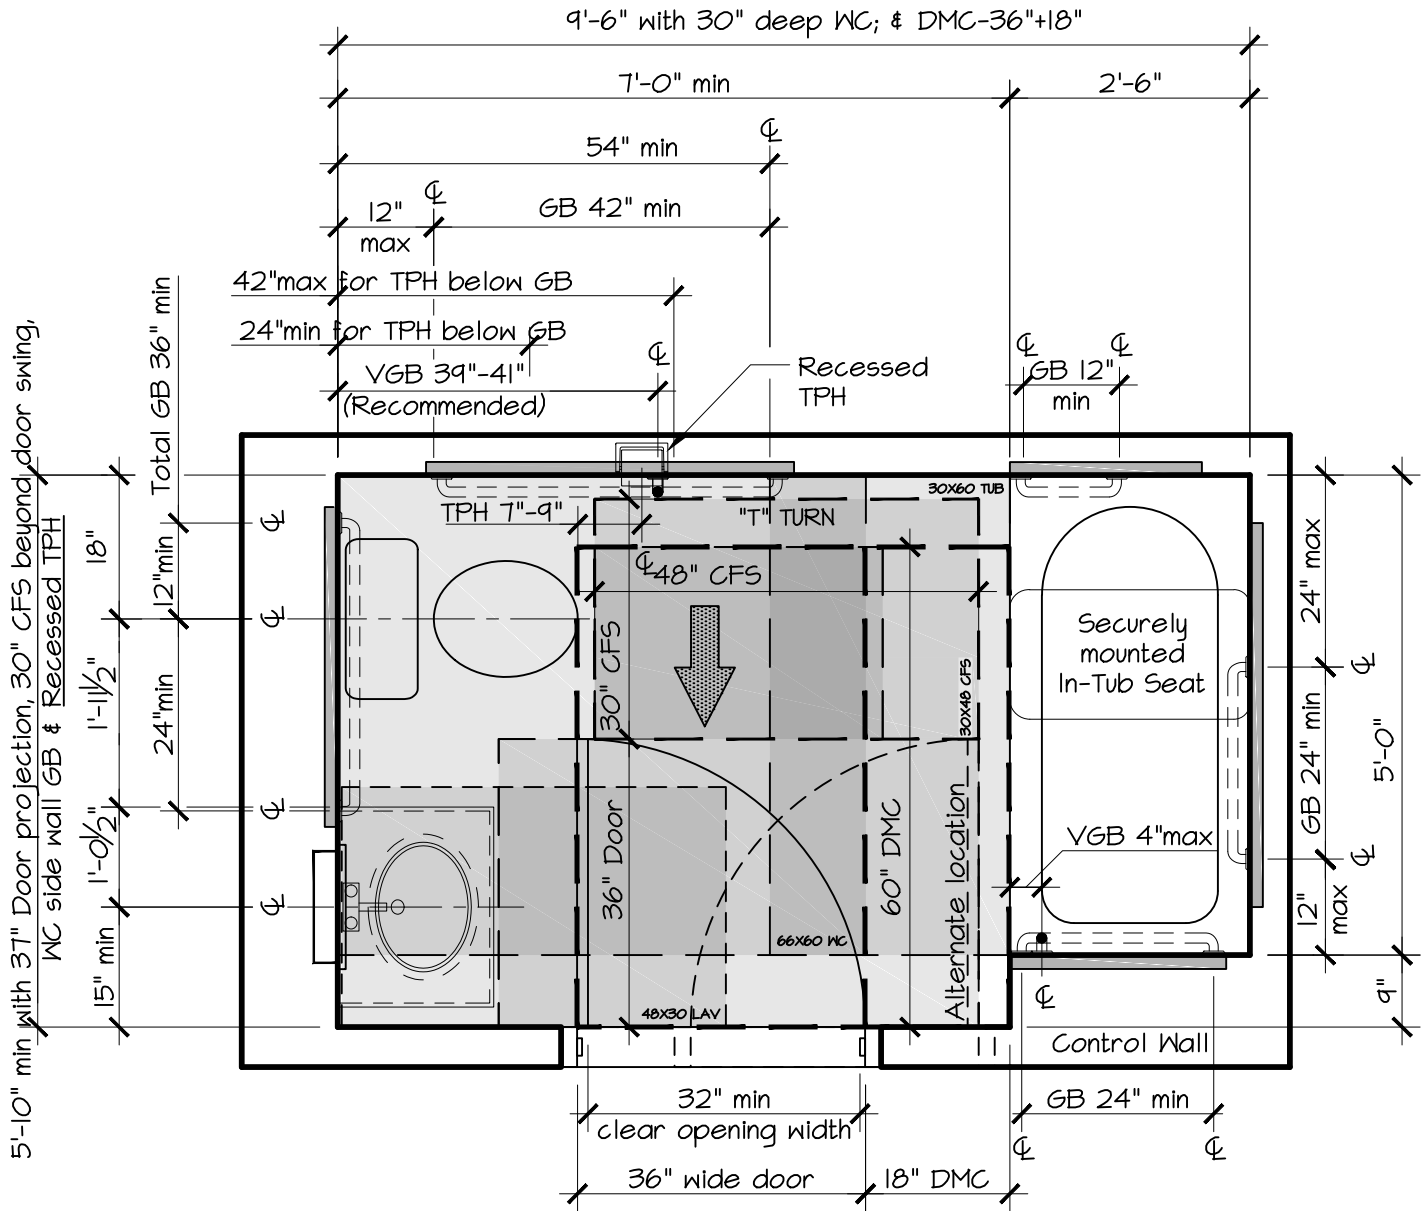 9'-6" with 30" deep WC; & DMC-36"+18"
7'-0" min
2'-6"
℄
54" min
℄
12"
max
GB 42" min
42"max for TPH below GB
24"min for TPH below GB
℄
VGB 39"-41"
(Recommended)
Recessed
TPH
℄
℄
GB 12"
min
5'-10" min with 37" Door projection, 30" CFS beyond door swing,
WC side wall GB & Recessed TPH
Total GB 36" min
18"
12"min
1'-11½"
24"min
1'-0½"
15" min
℄
℄
℄
℄
TPH 7"-9"
℄
"T" TURN
30X60 TUB
48" CFS
30" CFS
30X48 CFS
36" Door
60" DMC
Alternate location
66X60 WC
48X30 LAV
Securely
mounted
In-Tub Seat
VGB 4"max
24" max
℄
GB 24" min
℄
12"
max
5'-0"
9"
℄
Control Wall
32" min
clear opening width
GB 24" min
℄
℄
36" wide door
18" DMC